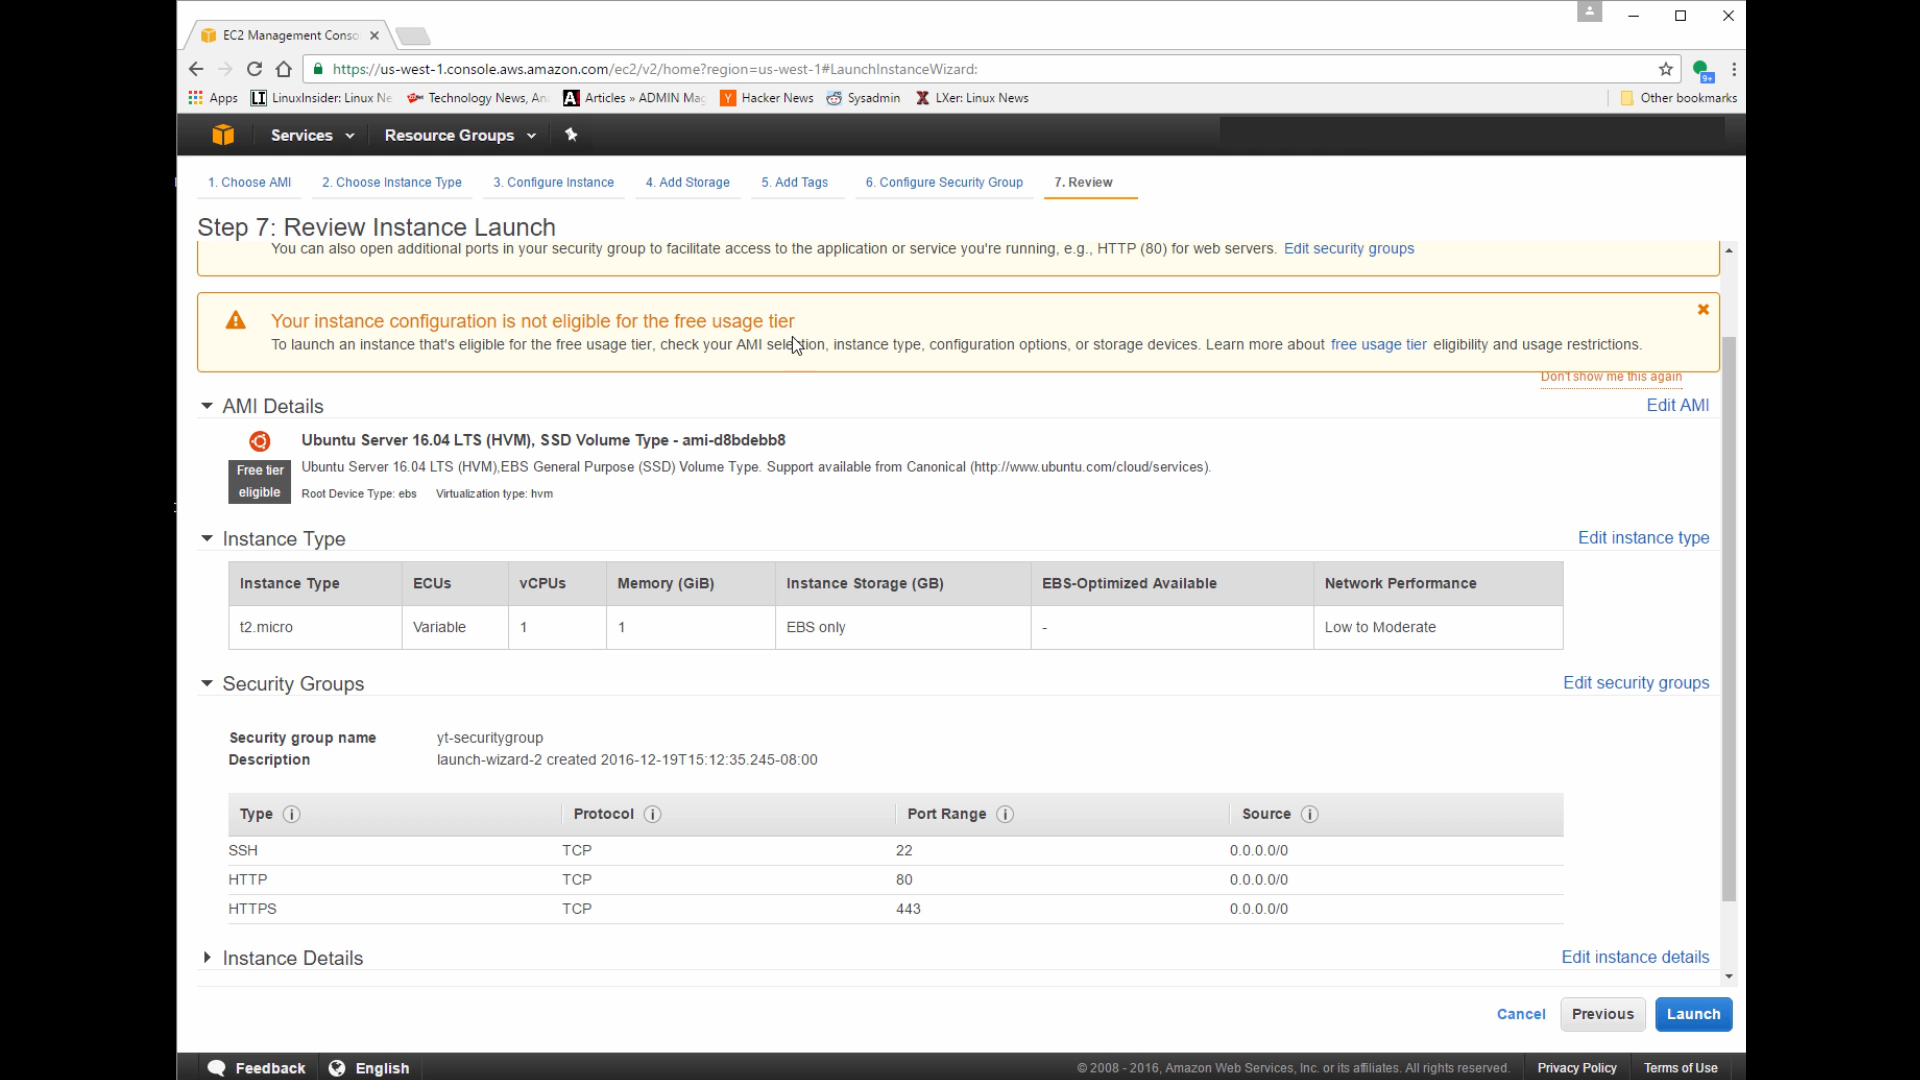 EC2 Management Conso
https://us-west-1.console.aws.amazon.com/ec2/v2/home?region=us-west-1#LaunchInstanceWizard:
9+
Apps LinuxInsider: Linux Ne Technology News, An Articles » ADMIN Mag Hacker News Sysadmin LXer: Linux News Other bookmarks
Services Resource Groups
1. Choose AMI 2. Choose Instance Type 3. Configure Instance 4. Add Storage 5. Add Tags 6. Configure Security Group 7. Review
Step 7: Review Instance Launch
You can also open additional ports in your security group to facilitate access to the application or service you're running, e.g., HTTP (80) for web servers. Edit security groups
Your instance configuration is not eligible for the free usage tier
To launch an instance that's eligible for the free usage tier, check your AMI selection, instance type, configuration options, or storage devices. Learn more about free usage tier eligibility and usage restrictions.
Don't show me this again
AMI Details Edit AMI
Ubuntu Server 16.04 LTS (HVM), SSD Volume Type - ami-d8bdebb8
Free tier eligible
Ubuntu Server 16.04 LTS (HVM),EBS General Purpose (SSD) Volume Type. Support available from Canonical (http://www.ubuntu.com/cloud/services).
Root Device Type: ebs Virtualization type: hvm
Instance Type Edit instance type
Instance Type ECUs vCPUs Memory (GiB) Instance Storage (GB) EBS-Optimized Available Network Performance
t2.micro Variable 1 1 EBS only - Low to Moderate
Security Groups Edit security groups
Security group name yt-securitygroup
Description launch-wizard-2 created 2016-12-19T15:12:35.245-08:00
Type Protocol Port Range Source
SSH TCP 22 0.0.0.0/0
HTTP TCP 80 0.0.0.0/0
HTTPS TCP 443 0.0.0.0/0
Instance Details Edit instance details
Cancel Previous Launch
Feedback English © 2008 - 2016, Amazon Web Services, Inc. or its affiliates. All rights reserved. Privacy Policy Terms of Use